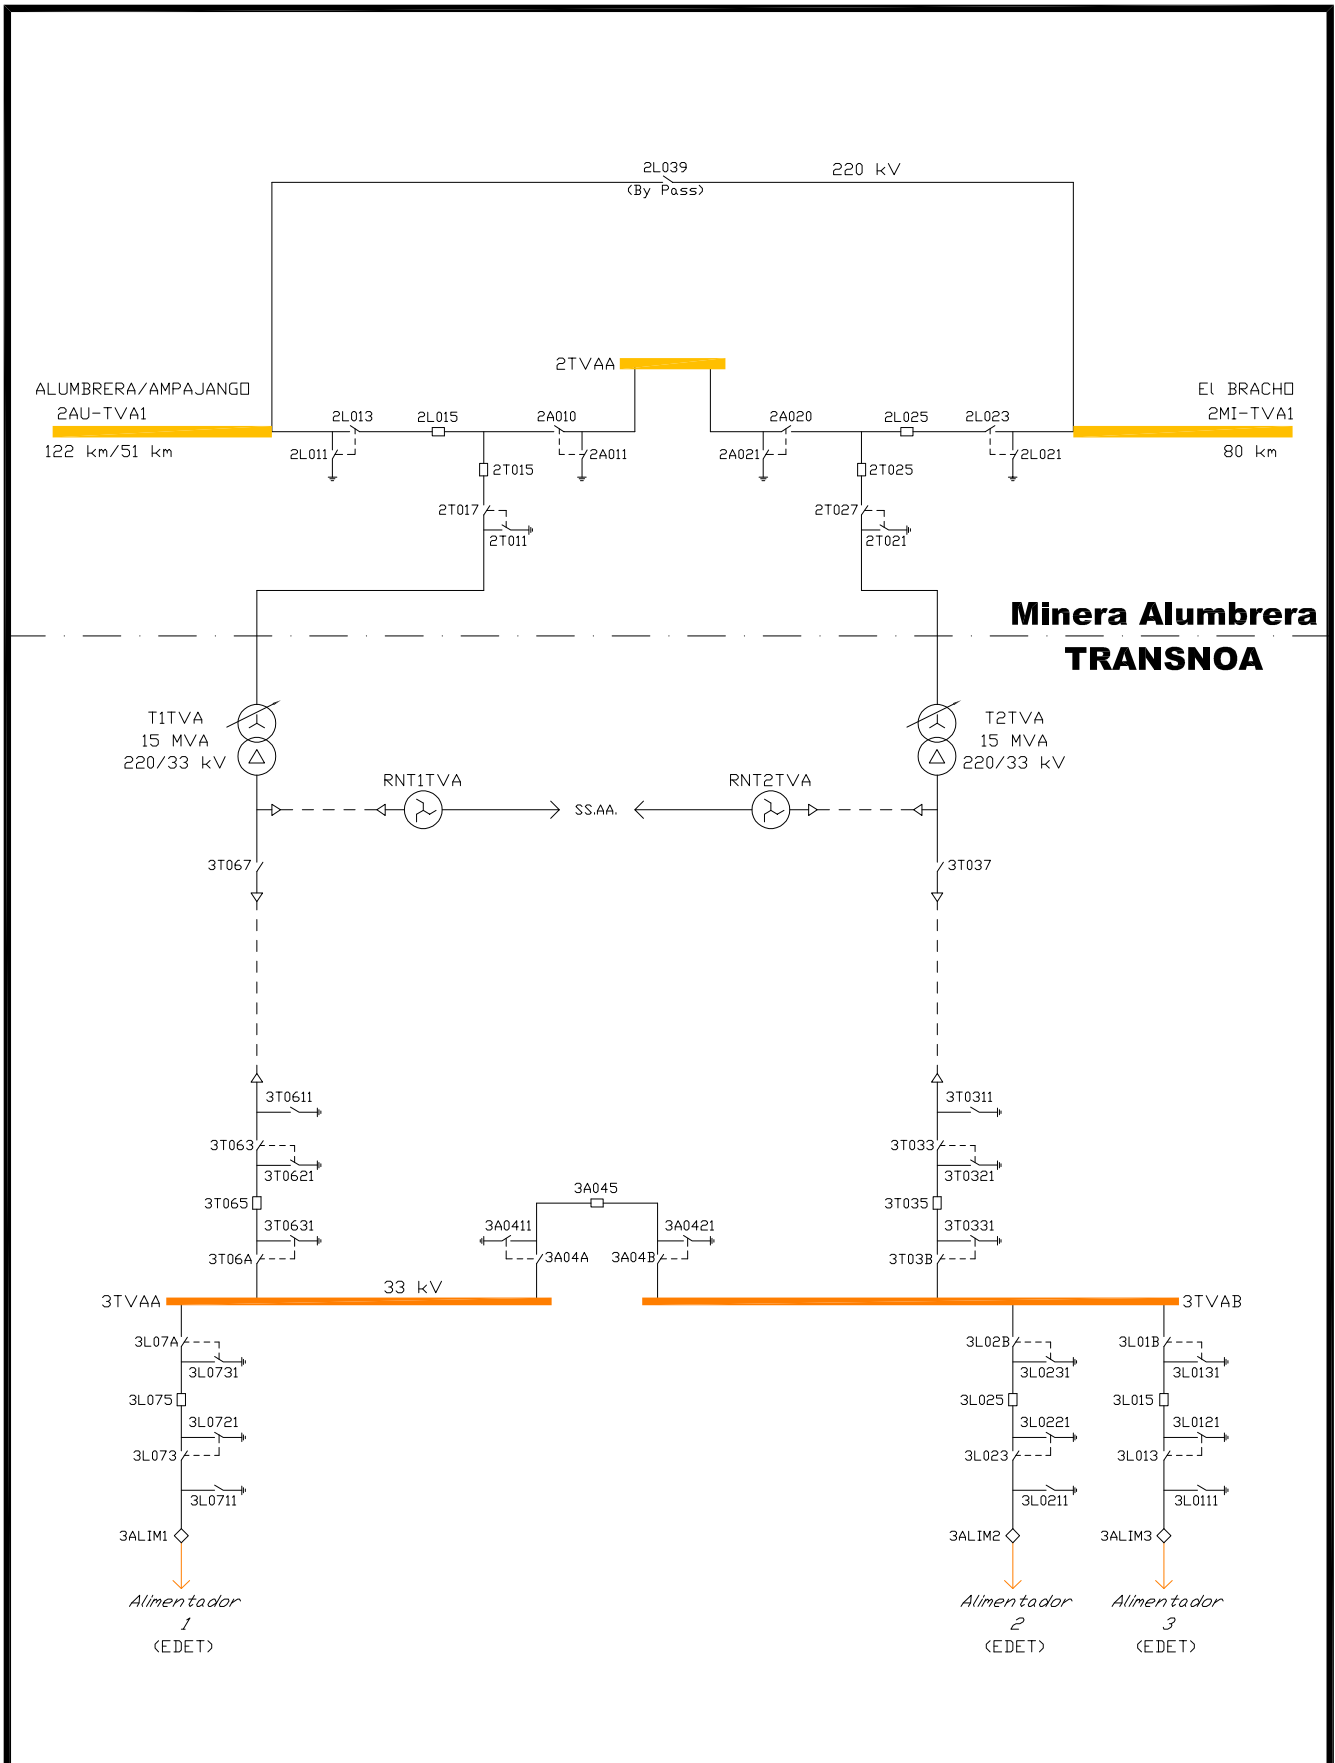 2L039
220 kV
(By Pass)
2TVAA
ALUMBRERA/AMPAJANGO
El BRACHO
2AU-TVA1
2L013
2L015
2A010
2A020
2L025
2L023
2MI-TVA1
122 km/51 km
2L011
2A011
2A021
2L021
80 km
2T015
2T025
2T017
2T027
2T011
2T021
Minera Alumbrera
TRANSNOA
T1TVA
15 MVA
220/33 kV
T2TVA
15 MVA
220/33 kV
RNT1TVA
RNT2TVA
SS.AA.
3T067
3T037
3T0611
3T0311
3T063
3T033
3T0621
3T0321
3A045
3T065
3T035
3T0631
3A0411
3A0421
3T0331
3T06A
3A04A
3A04B
3T03B
33 kV
3TVAA
3TVAB
3L07A
3L02B
3L01B
3L0731
3L0231
3L0131
3L075
3L025
3L015
3L0721
3L0221
3L0121
3L073
3L023
3L013
3L0711
3L0211
3L0111
3ALIM1
3ALIM2
3ALIM3
Alimentador
1
(EDET)
Alimentador
2
(EDET)
Alimentador
3
(EDET)